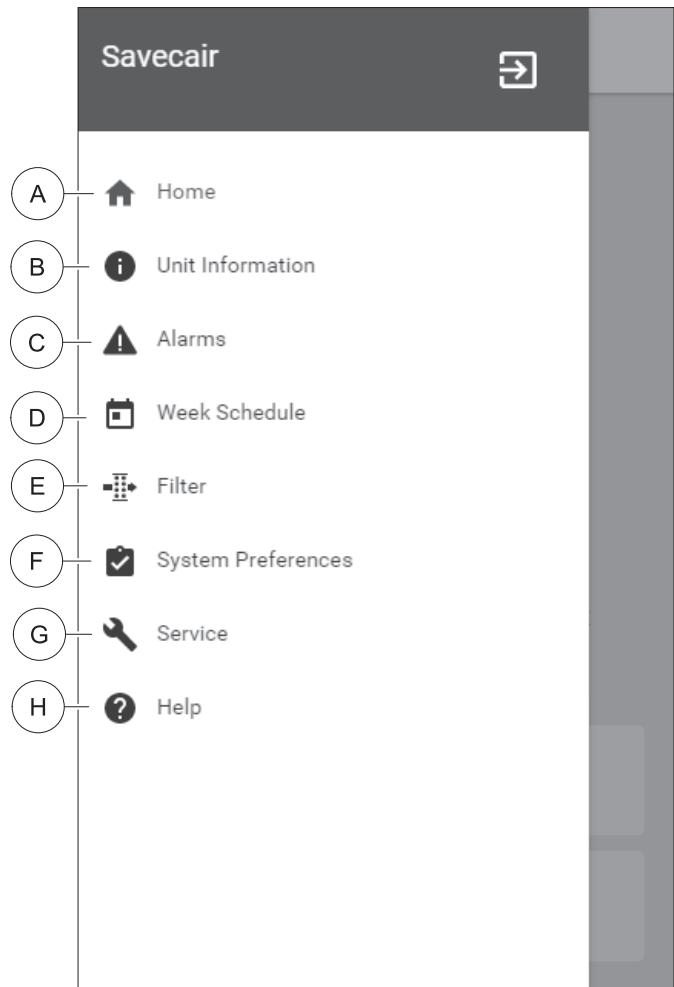 Savecair
A Home
B Unit Information
C Alarms
D Week Schedule
E Filter
F System Preferences
G Service
H Help